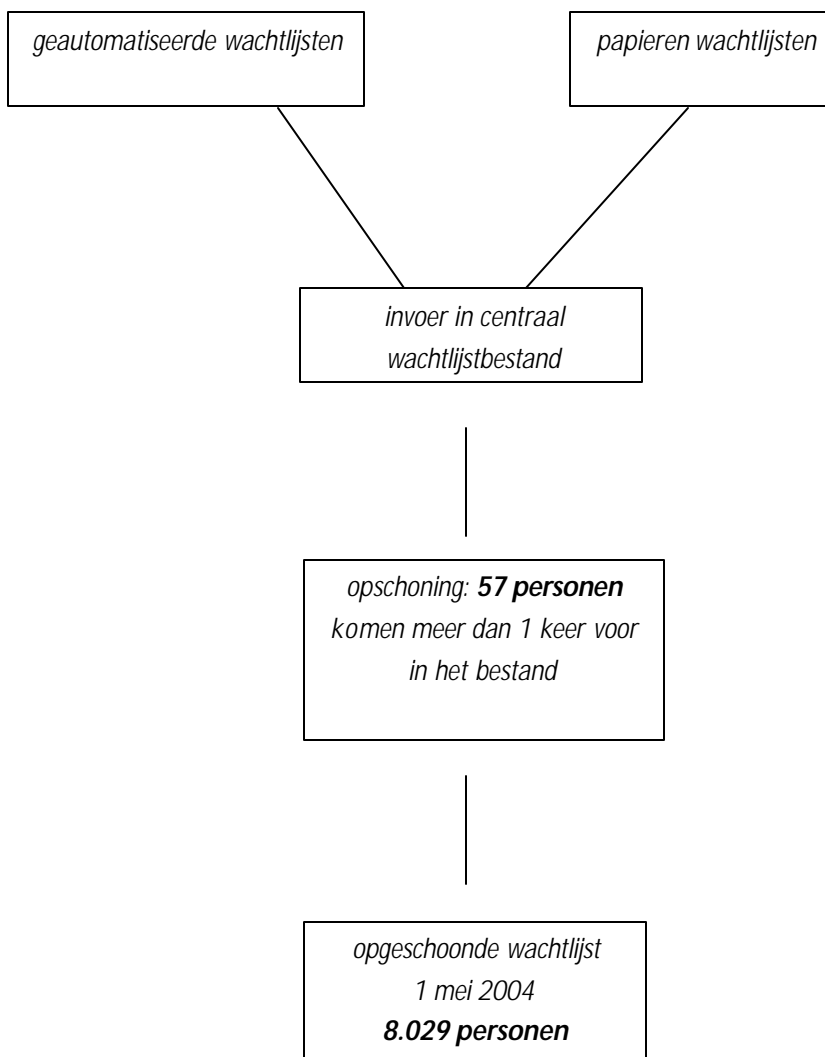 geautomatiseerde wachtlijsten
papieren wachtlijsten
invoer in centraal
wachtlijstbestand
opschoning: 57 personen
komen meer dan 1 keer voor
in het bestand
opgeschoonde wachtlijst
1 mei 2004
8.029 personen